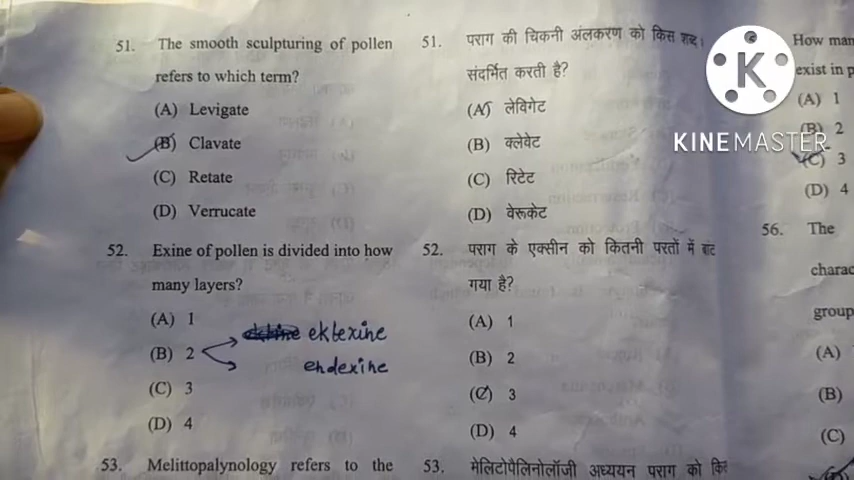 51. The smooth sculpturing of pollen
refers to which term?
(A) Levigate
(B) Clavate
(C) Retate
(D) Verrucate
52. Exine of pollen is divided into how
many layers?
(A) 1
(B) 2
ektexine
endexine
(C) 3
(D) 4
53. Melittopalynology refers to the
51. पराग की चिकनी अंलकरण को किस शब्द
संदर्भित करती है?
(A) लेविगेट
(B) क्लेवेट
(C) रिटेट
(D) वेरूकेट
52. पराग के एक्सीन को कितनी परतों में बांट
गया है?
(A) 1
(B) 2
(C) 3
(D) 4
53. मेलिटोपैलिनोलॉजी अध्ययन पराग को
How man
exist in p
(A) 1
(B) 2
(C) 3
(D) 4
56. The
charac
group
(A)
(B)
(C)
K
KINEMASTER